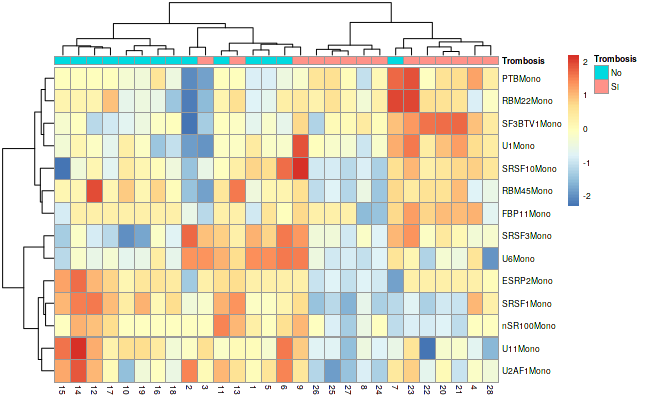 Trombosis
PTBMono
RBM22Mono
SF3BTV1Mono
U1Mono
SRSF10Mono
RBM45Mono
FBP11Mono
SRSF3Mono
U6Mono
ESRP2Mono
SRSF1Mono
nSR100Mono
U11Mono
U2AF1Mono
15 14 12 17 10 19 16 18 2 3 11 13 1 5 6 9 26 25 27 8 24 7 23 22 20 21 4 28
2
1
0
-1
-2
Trombosis
No
SI